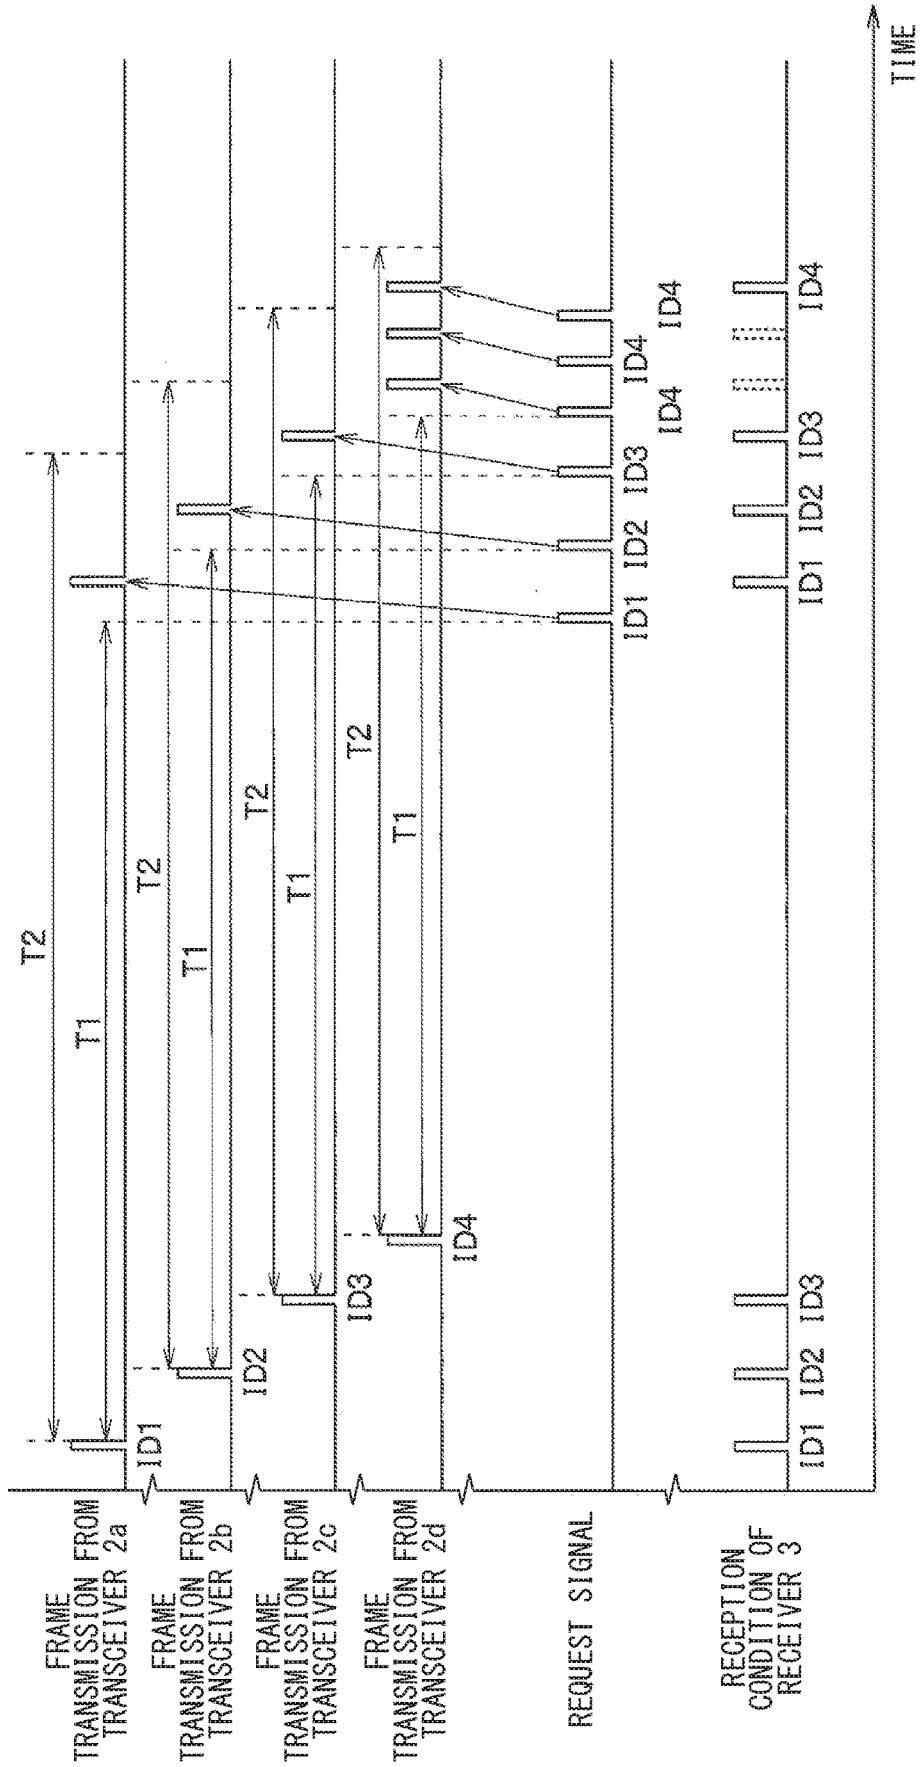 FRAME
TRANSMISSION FROM
TRANSCEIVER 2a
ID1
T1
T2
FRAME
TRANSMISSION FROM
TRANSCEIVER 2b
ID2
T1
T2
FRAME
TRANSMISSION FROM
TRANSCEIVER 2c
ID3
T1
T2
FRAME
TRANSMISSION FROM
TRANSCEIVER 2d
ID4
T1
T2
REQUEST SIGNAL
ID1
ID2
ID3
ID4
ID4
ID4
RECEPTION
CONDITION OF
RECEIVER 3
ID1
ID2
ID3
ID1
ID2
ID3
ID4
TIME